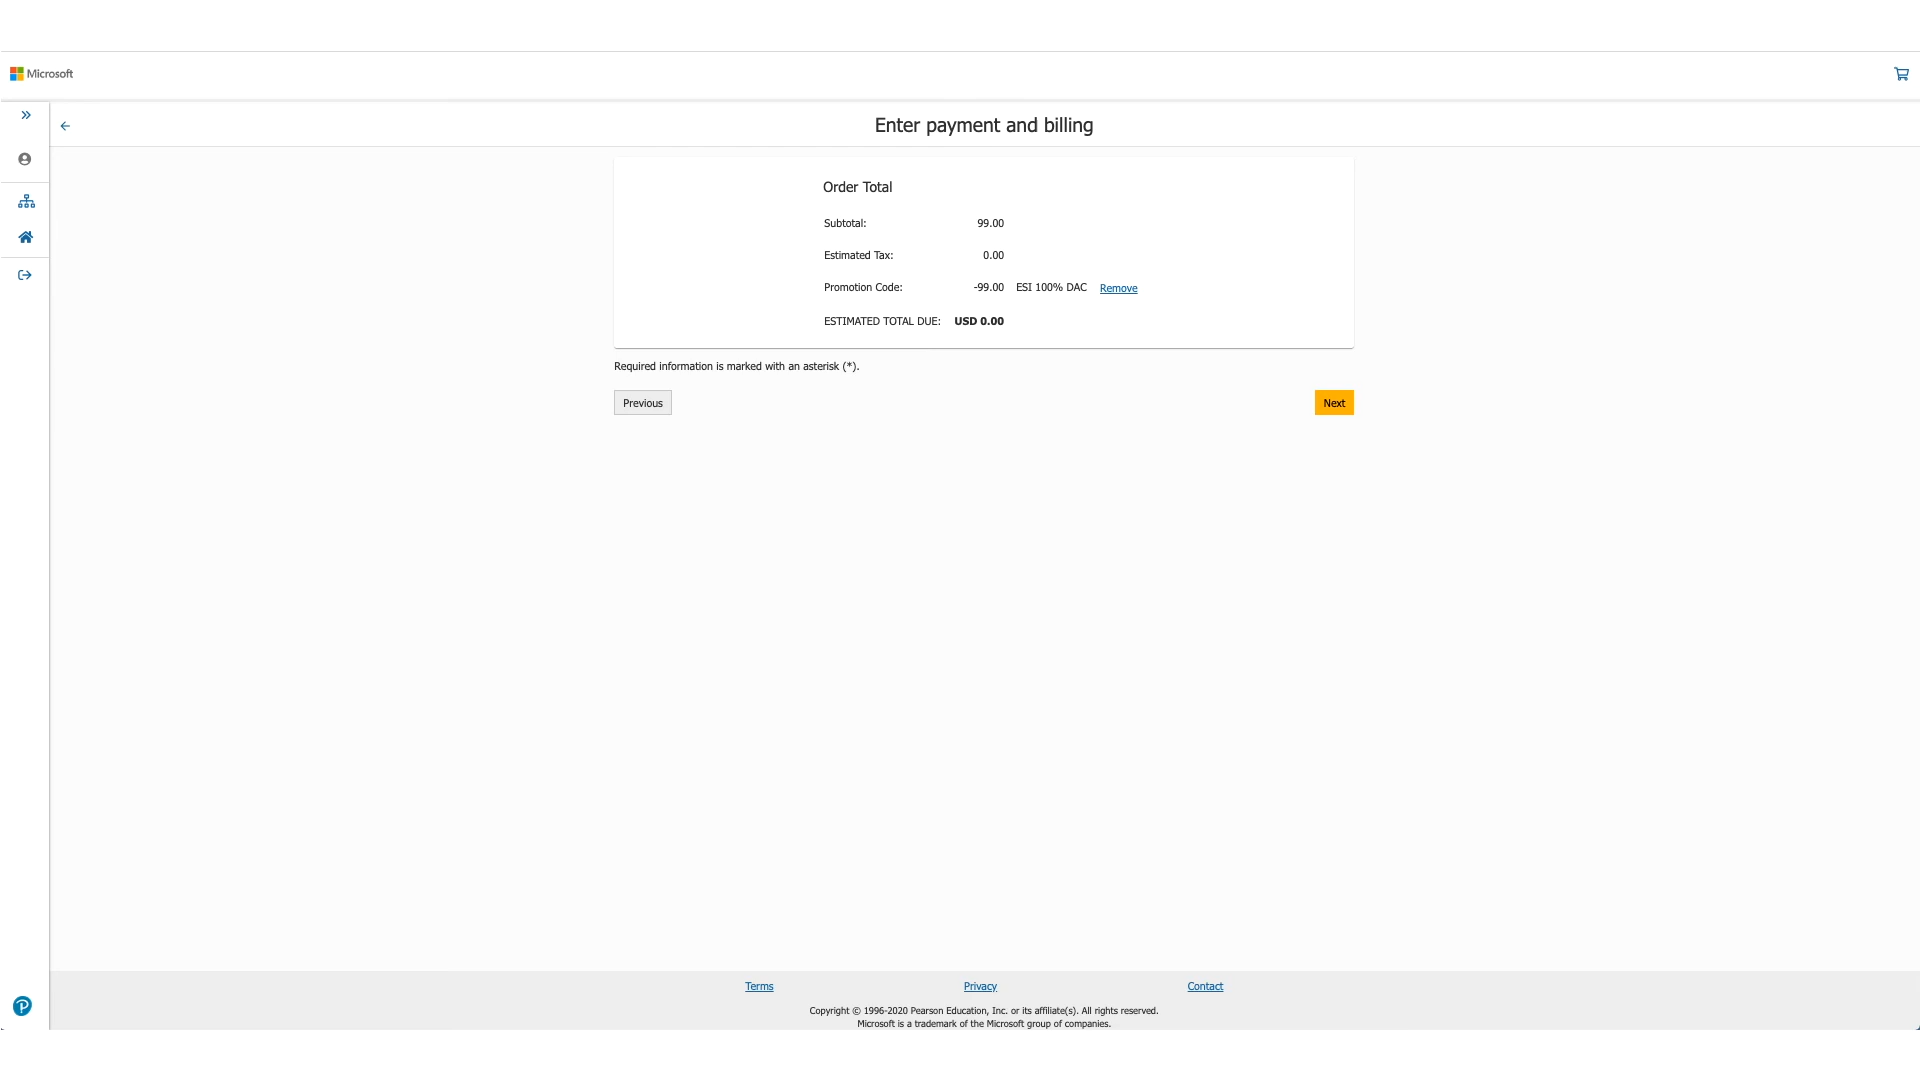 Microsoft
Enter payment and billing
Order Total
Subtotal: 99.00
Estimated Tax: 0.00
Promotion Code: -99.00 ESI 100% DAC Remove
ESTIMATED TOTAL DUE: USD 0.00
Required information is marked with an asterisk (*).
Previous Next
Terms Privacy Contact
Copyright © 1996-2020 Pearson Education, Inc. or its affiliate(s). All rights reserved.
Microsoft is a trademark of the Microsoft group of companies.